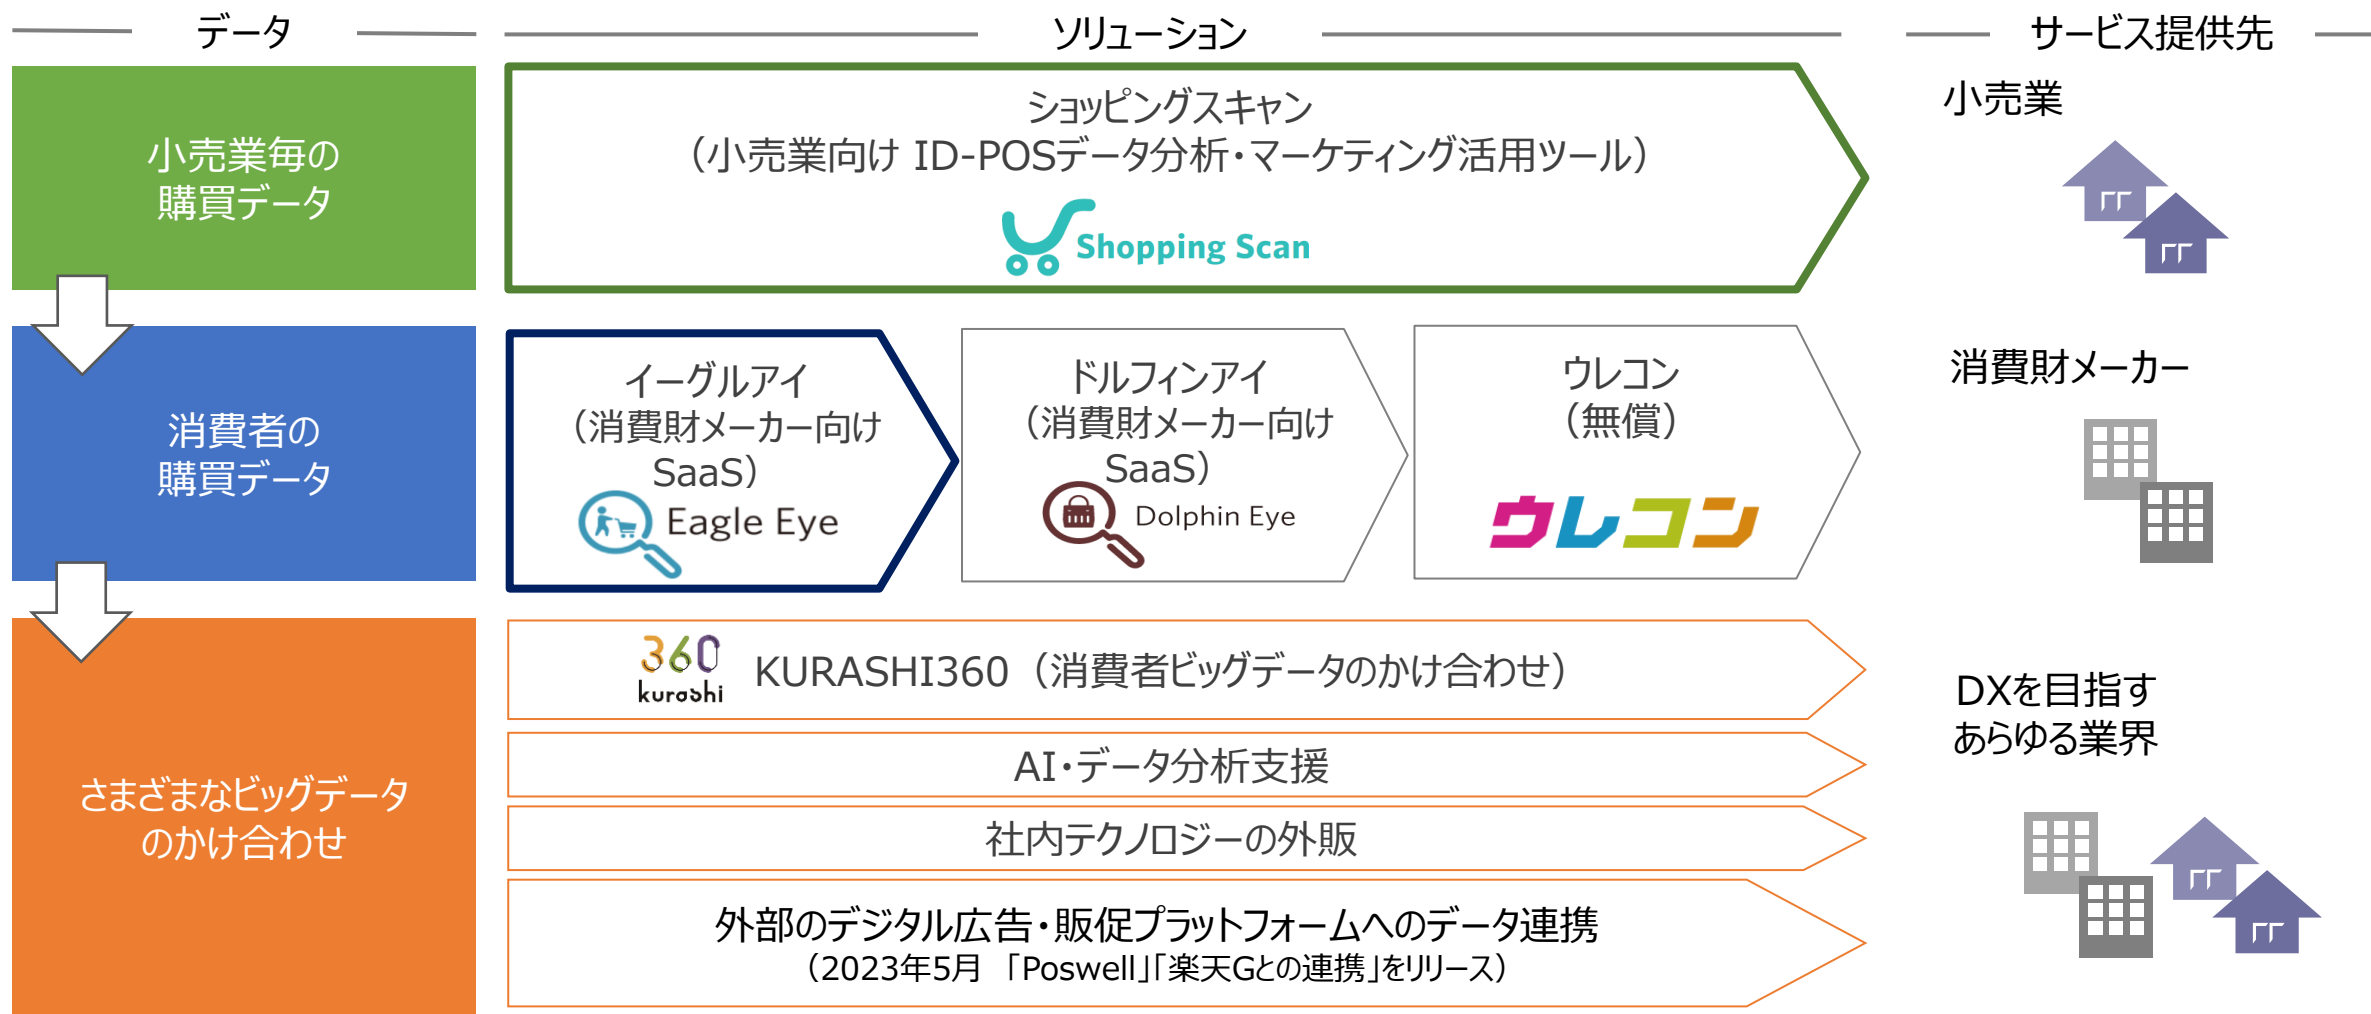 データ
ソリューション
サービス提供先
小売業毎の
購買データ
ショッピングスキャン
（小売業向け ID-POSデータ分析・マーケティング活用ツール）
Shopping Scan
小売業
消費者の
購買データ
イーグルアイ
（消費財メーカー向け
SaaS）
Eagle Eye
ドルフィンアイ
（消費財メーカー向け
SaaS）
Dolphin Eye
ウレコン
（無償）
ウレコン
消費財メーカー
さまざまなビッグデータ
のかけ合わせ
360
kurashi
KURASHI360（消費者ビッグデータのかけ合わせ）
AI・データ分析支援
社内テクノロジーの外販
外部のデジタル広告・販促プラットフォームへのデータ連携
（2023年5月 「Poswell」「楽天Gとの連携」をリリース）
DXを目指す
あらゆる業界